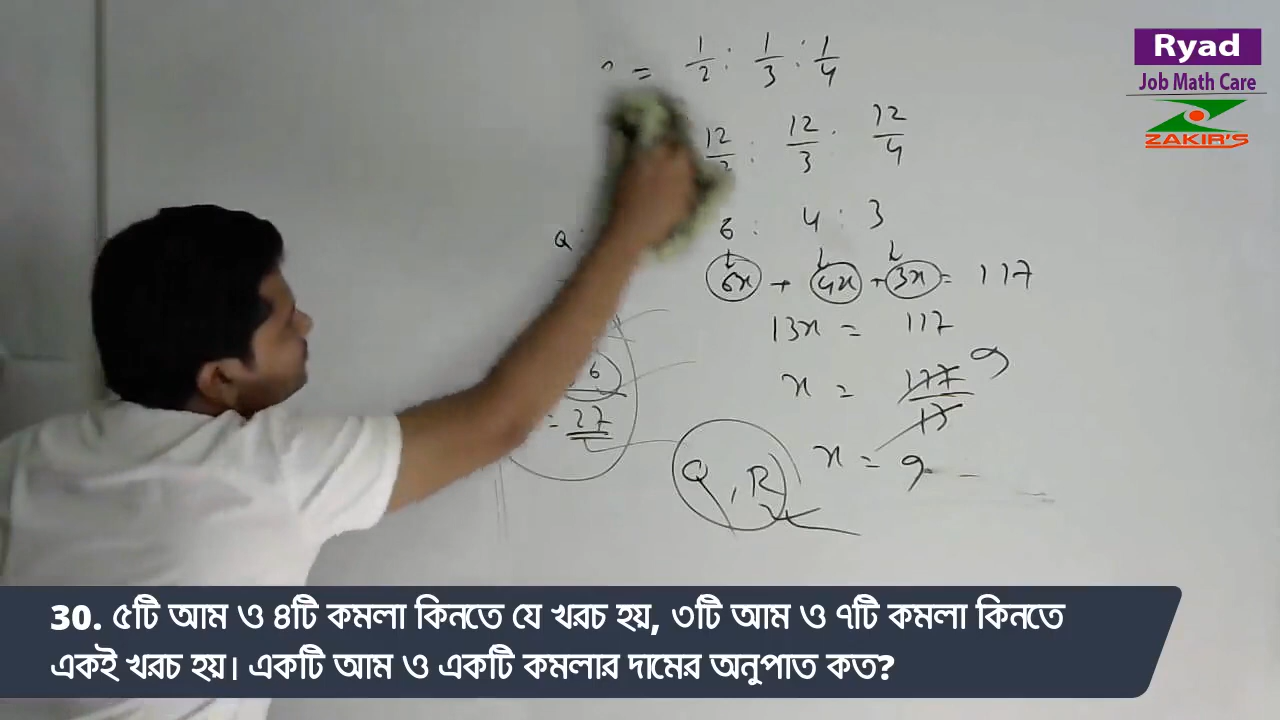 Ryad
Job Math Care
ZAKIR'S
= 1/2 : 1/3 : 1/4
12/2 : 12/3 : 12/4
6 : 4 : 3
6x + 4x + 3x = 117
13x = 117
x = 117/13 9
x = 9
Q
6
= 27
Q, R
30. ৫টি আম ও ৪টি কমলা কিনতে যে খরচ হয়, ৩টি আম ও ৭টি কমলা কিনতে
একই খরচ হয়। একটি আম ও একটি কমলার দামের অনুপাত কত?